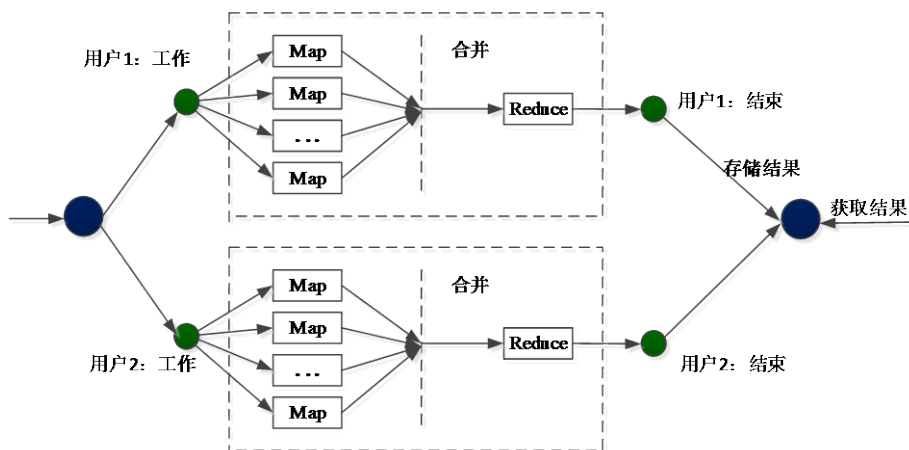 用户1：工作
Map
Map
...
Map
合并
Reduce
用户1：结束
存储结果
获取结果
用户2：工作
Map
Map
...
Map
合并
Reduce
用户2：结束